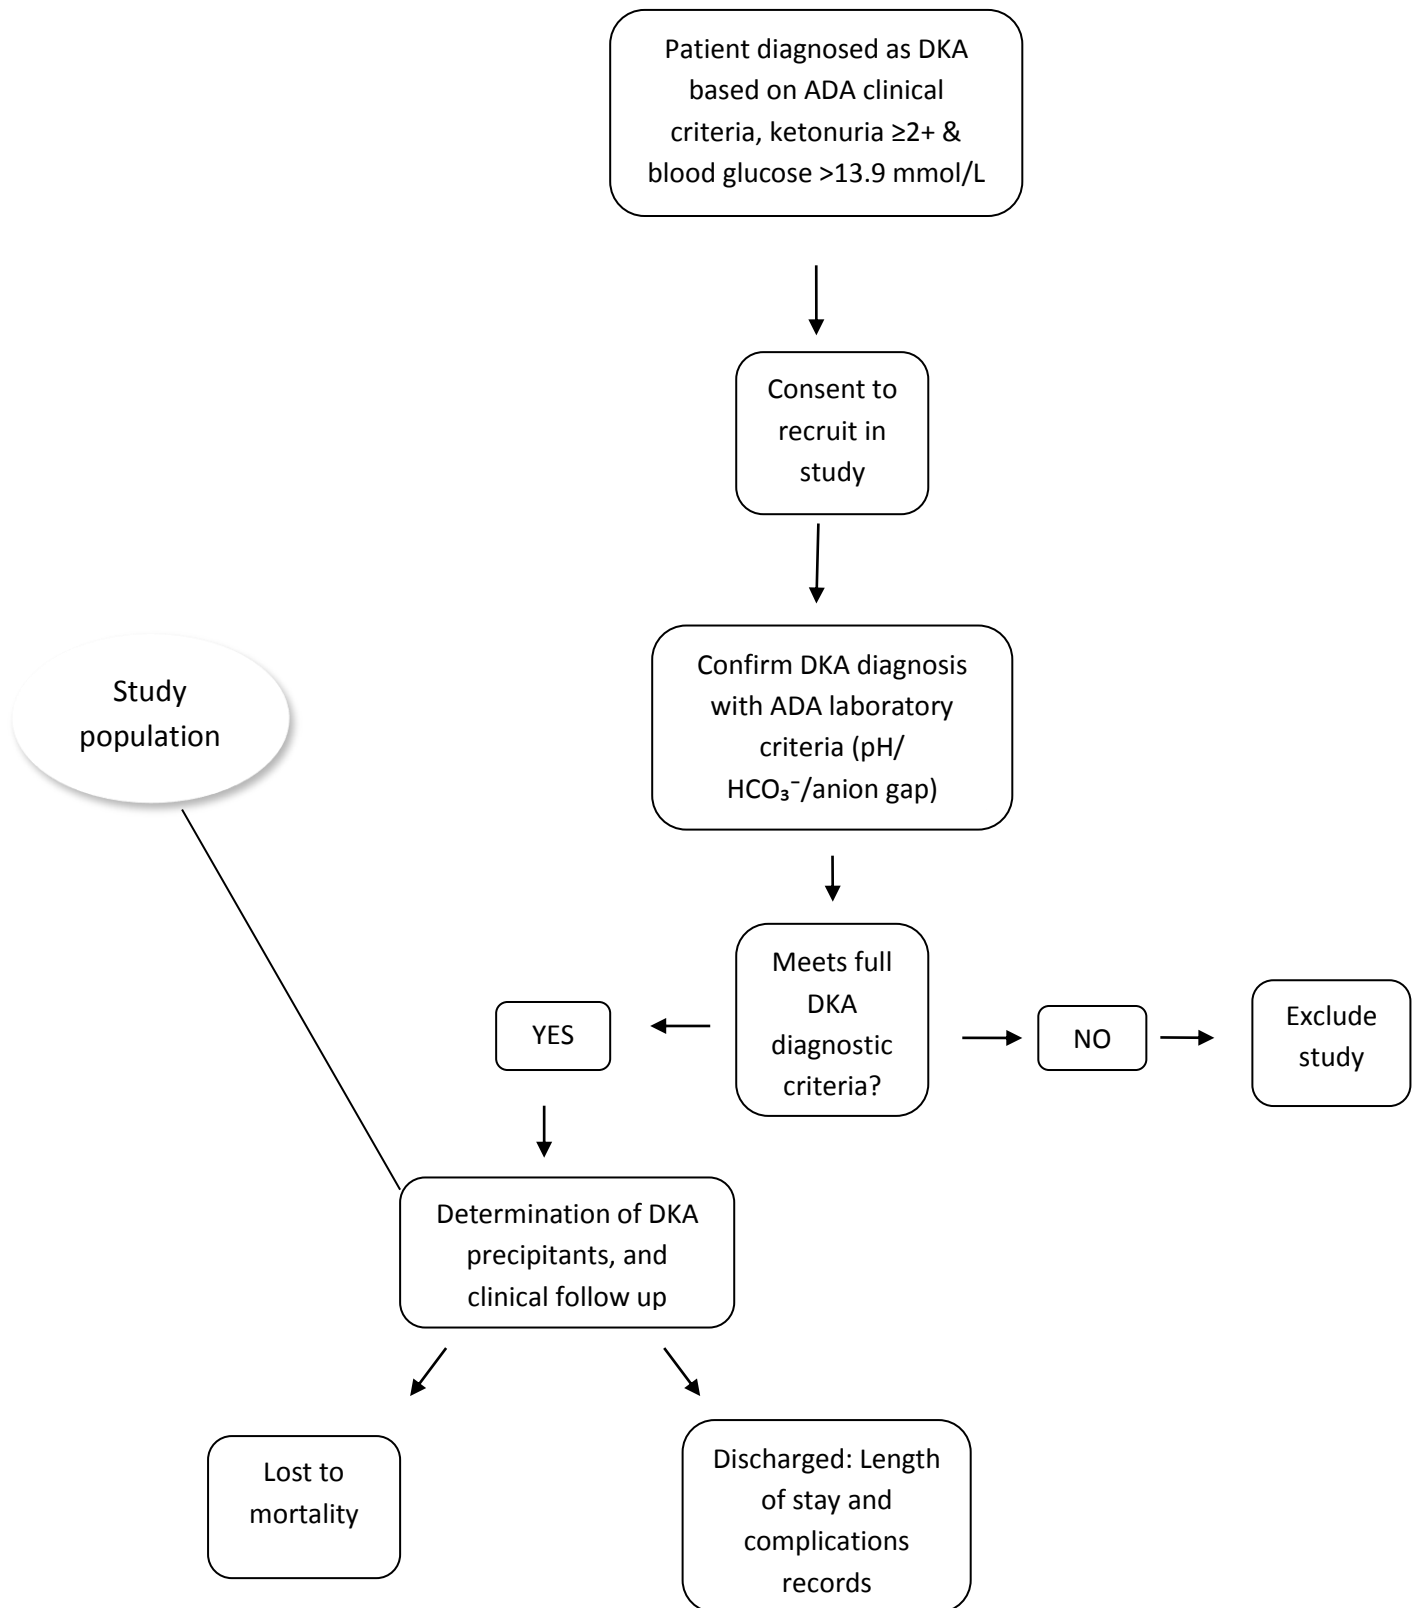 Patient diagnosed as DKA
based on ADA clinical
criteria, ketonuria ≥2+ &
blood glucose >13.9 mmol/L
Consent to
recruit in
study
Confirm DKA diagnosis
with ADA laboratory
criteria (pH/
HCO₃⁻/anion gap)
Study
population
Meets full
DKA
diagnostic
criteria?
YES
NO
Exclude
study
Determination of DKA
precipitants, and
clinical follow up
Lost to
mortality
Discharged: Length
of stay and
complications
records